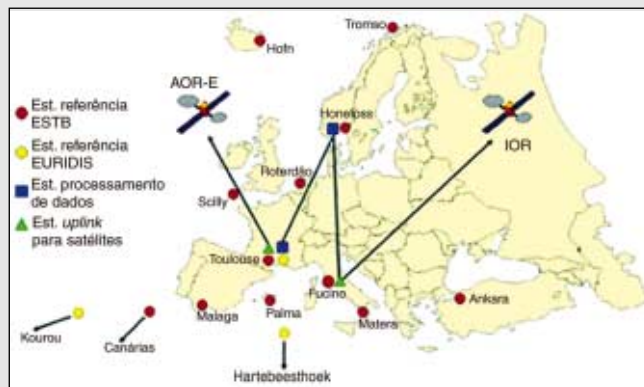 Tromso
Hofn
AOR-E
Est. referência
ESTB
Est. referência
EURIDIS
Est. processamento
de dados
Est. uplink
para satélites
Honefoss
IOR
Roterdão
Scilly
Toulouse
Fucino
Ankara
Malaga
Palma
Matera
Kourou
Canárias
Hartebeesthoek